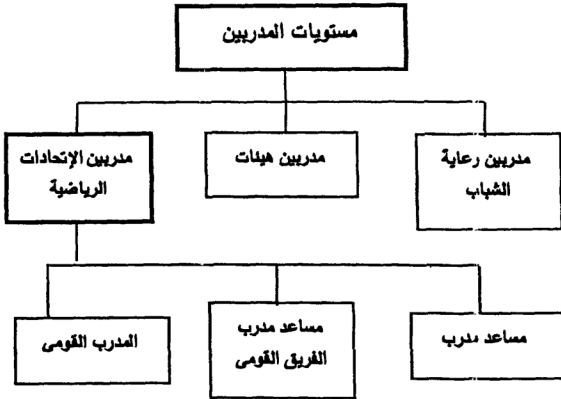 مستويات المدربين
مدربين رعاية
الشباب
مدربين هيئات
مدربين الإتحادات
الرياضية
مساعد مدرب
مساعد مدرب
الفريق القومى
المدرب القومى